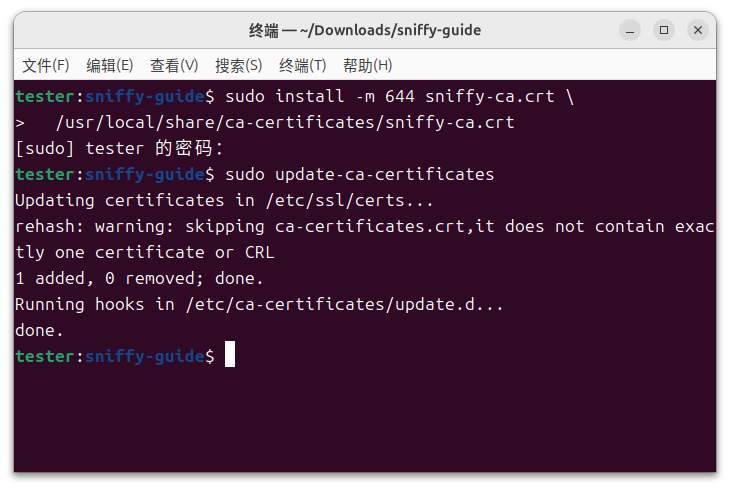 终端 — ~/Downloads/sniffy-guide
文件(F) 编辑(E) 查看(V) 搜索(S) 终端(T) 帮助(H)
tester:sniffy-guide$ sudo install -m 644 sniffy-ca.crt \
>   /usr/local/share/ca-certificates/sniffy-ca.crt
[sudo] tester 的密码：
tester:sniffy-guide$ sudo update-ca-certificates
Updating certificates in /etc/ssl/certs...
rehash: warning: skipping ca-certificates.crt,it does not contain exac
tly one certificate or CRL
1 added, 0 removed; done.
Running hooks in /etc/ca-certificates/update.d...
done.
tester:sniffy-guide$